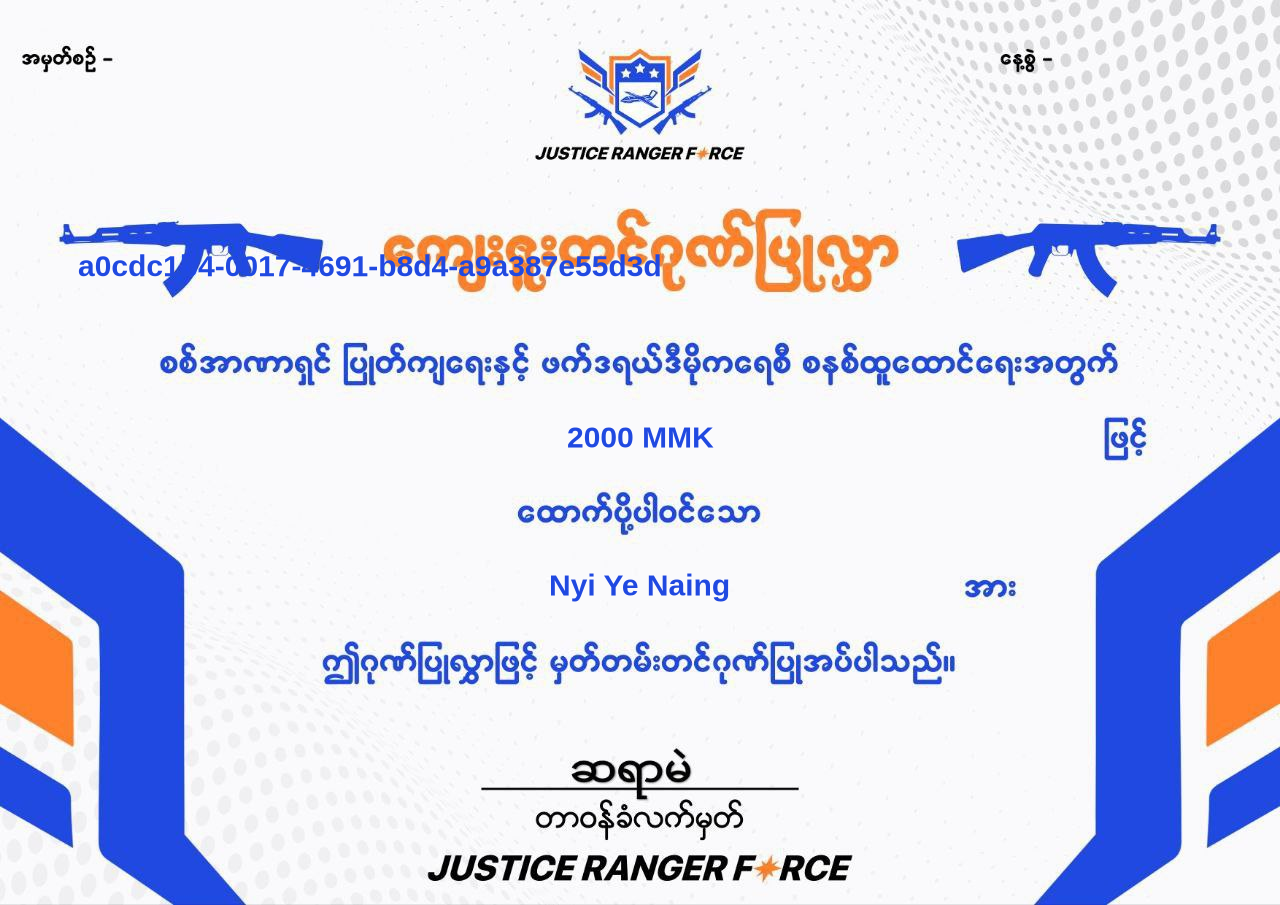 အမှတ်စဉ် –
နေ့စွဲ –
JUSTICE RANGER FORCE
ကျေးဇူးတင်ဂုဏ်ပြုလွှာ
စစ်အာဏာရှင် ပြုတ်ကျရေးနှင့် ဖက်ဒရယ်ဒီမိုကရေစီ စနစ်ထူထောင်ရေးအတွက်
2000 MMK ဖြင့်
ထောက်ပို့ပါဝင်သော
Nyi Ye Naing အား
ဤဂုဏ်ပြုလွှာဖြင့် မှတ်တမ်းတင်ဂုဏ်ပြုအပ်ပါသည်။
ဆရာမဲ
တာဝန်ခံလက်မှတ်
JUSTICE RANGER FORCE